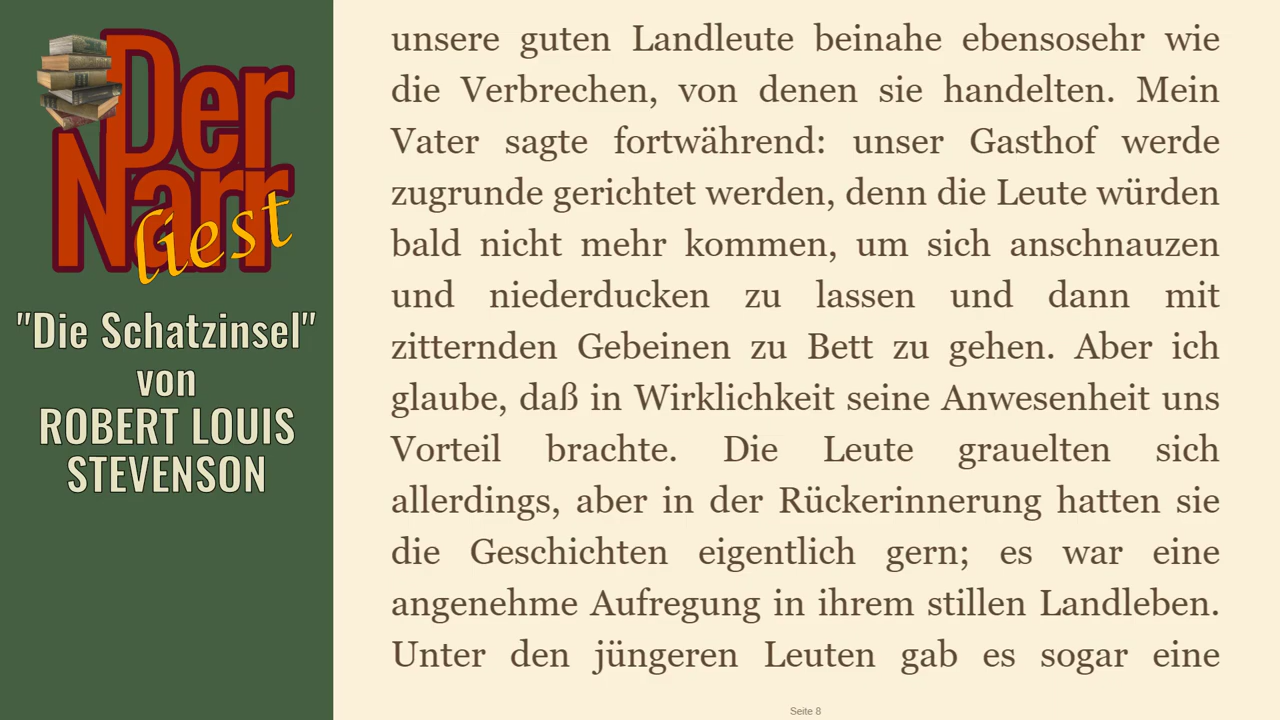 Der
Narr
liest
"Die Schatzinsel"
von
ROBERT LOUIS
STEVENSON
unsere guten Landleute beinahe ebensosehr wie
die Verbrechen, von denen sie handelten. Mein
Vater sagte fortwährend: unser Gasthof werde
zugrunde gerichtet werden, denn die Leute würden
bald nicht mehr kommen, um sich anschnauzen
und niederducken zu lassen und dann mit
zitternden Gebeinen zu Bett zu gehen. Aber ich
glaube, daß in Wirklichkeit seine Anwesenheit uns
Vorteil brachte. Die Leute grauelten sich
allerdings, aber in der Rückerinnerung hatten sie
die Geschichten eigentlich gern; es war eine
angenehme Aufregung in ihrem stillen Landleben.
Unter den jüngeren Leuten gab es sogar eine
Seite 8